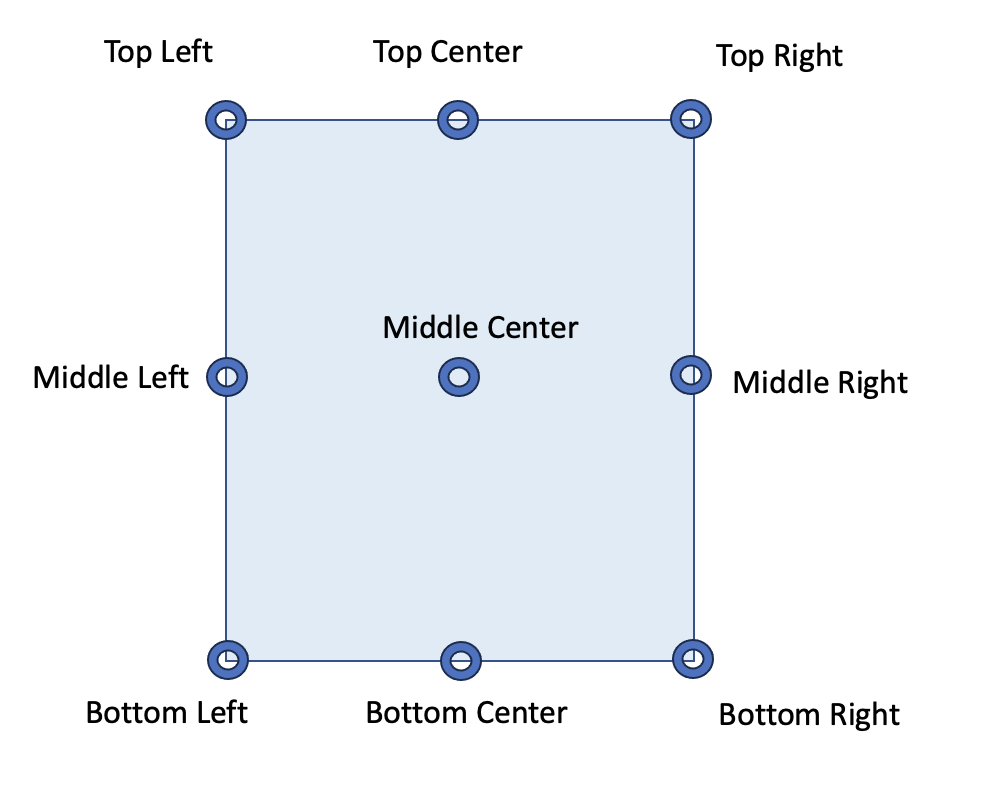 Top Left
Top Center
Top Right
Middle Center
Middle Left
Middle Right
Bottom Left
Bottom Center
Bottom Right